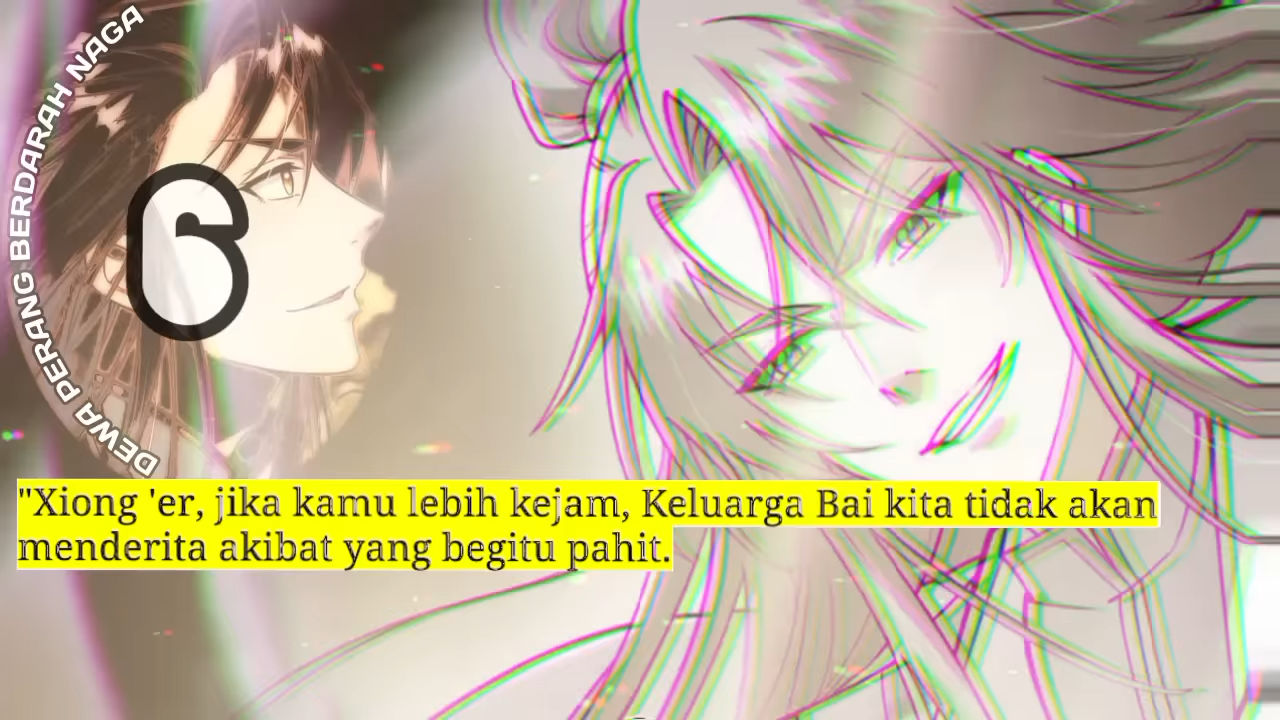 DEWA PERANG BERDARAH NAGA
6
"Xiong 'er, jika kamu lebih kejam, Keluarga Bai kita tidak akan
menderita akibat yang begitu pahit.